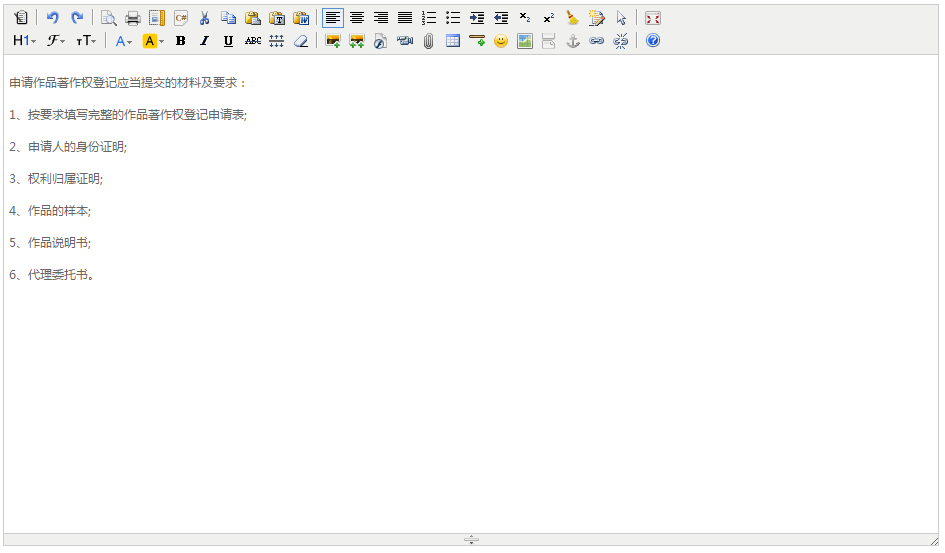 H1 F тT A A B I U ABC
申请作品著作权登记应当提交的材料及要求：
1、按要求填写完整的作品著作权登记申请表;
2、申请人的身份证明;
3、权利归属证明;
4、作品的样本;
5、作品说明书;
6、代理委托书。